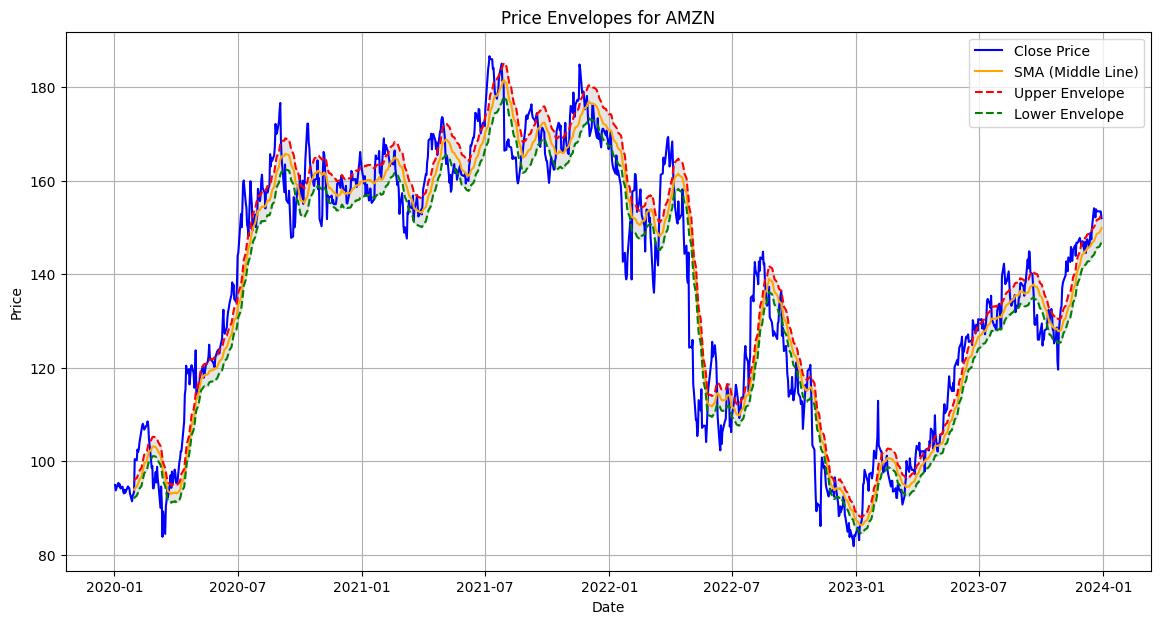 Price Envelopes for AMZN
Close Price
SMA (Middle Line)
Upper Envelope
Lower Envelope
Price
180
160
140
120
100
80
2020-01 2020-07 2021-01 2021-07 2022-01 2022-07 2023-01 2023-07 2024-01
Date